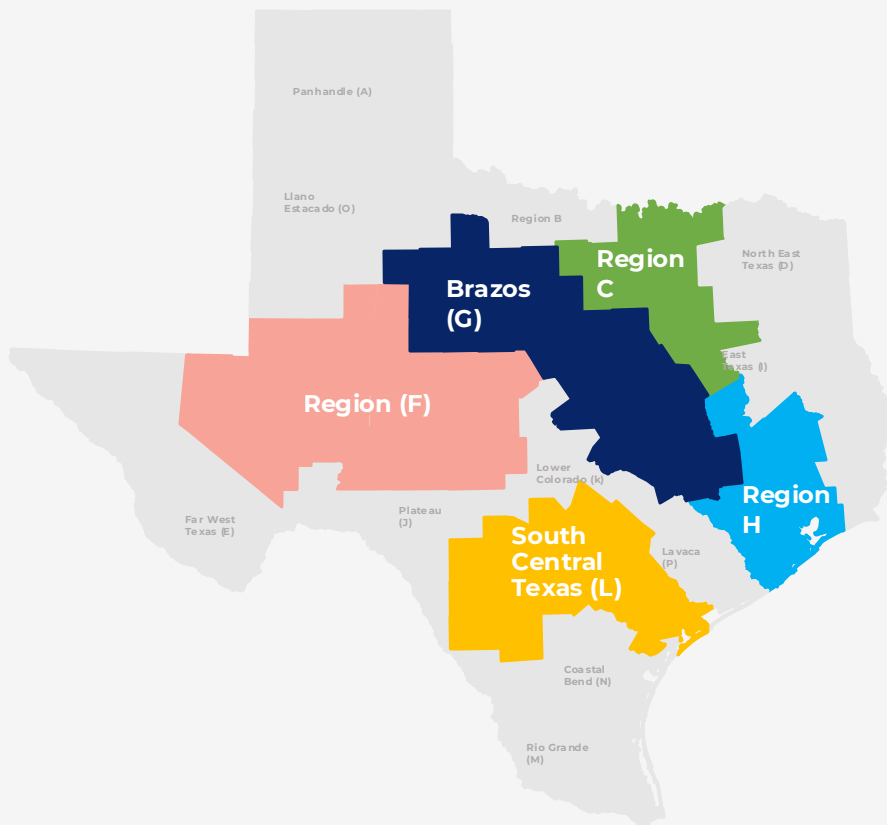 Panhandle (A)
Llano
Estacado (O)
Region B
Region
C
North East
Texas (D)
Brazos
(G)
East
Texas (I)
Region (F)
Lower
Colorado (k)
Region
H
Plateau
(J)
Far West
Texas (E)
South
Central
Texas (L)
Lavaca
(P)
Coastal
Bend (N)
Rio Grande
(M)